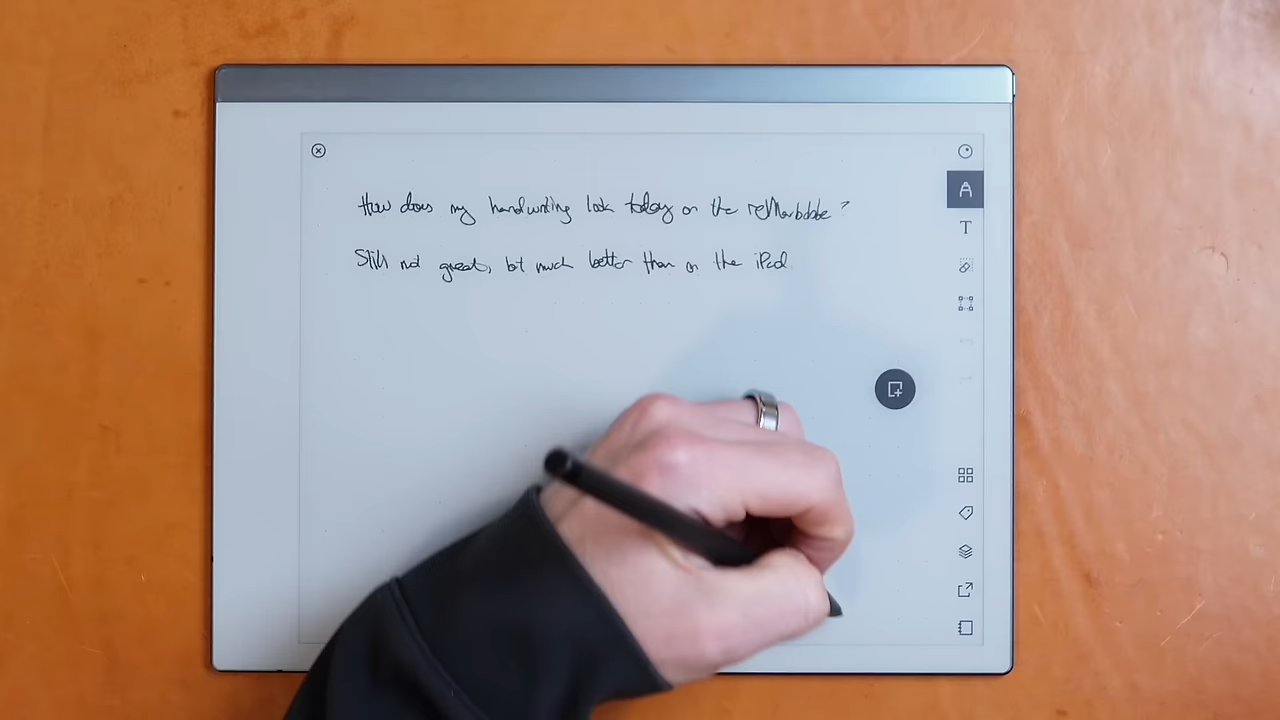 How does my handwriting look today on the reMarkable?
Still not great, but much better than on the iPad.
T